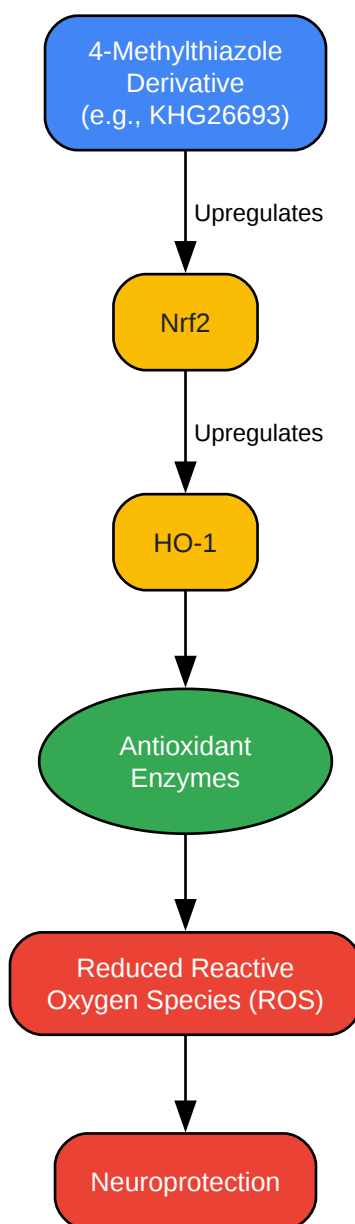 4-Methylthiazole
Derivative
(e.g., KHG26693)
Upregulates
Nrf2
Upregulates
HO-1
Antioxidant
Enzymes
Reduced Reactive
Oxygen Species (ROS)
Neuroprotection